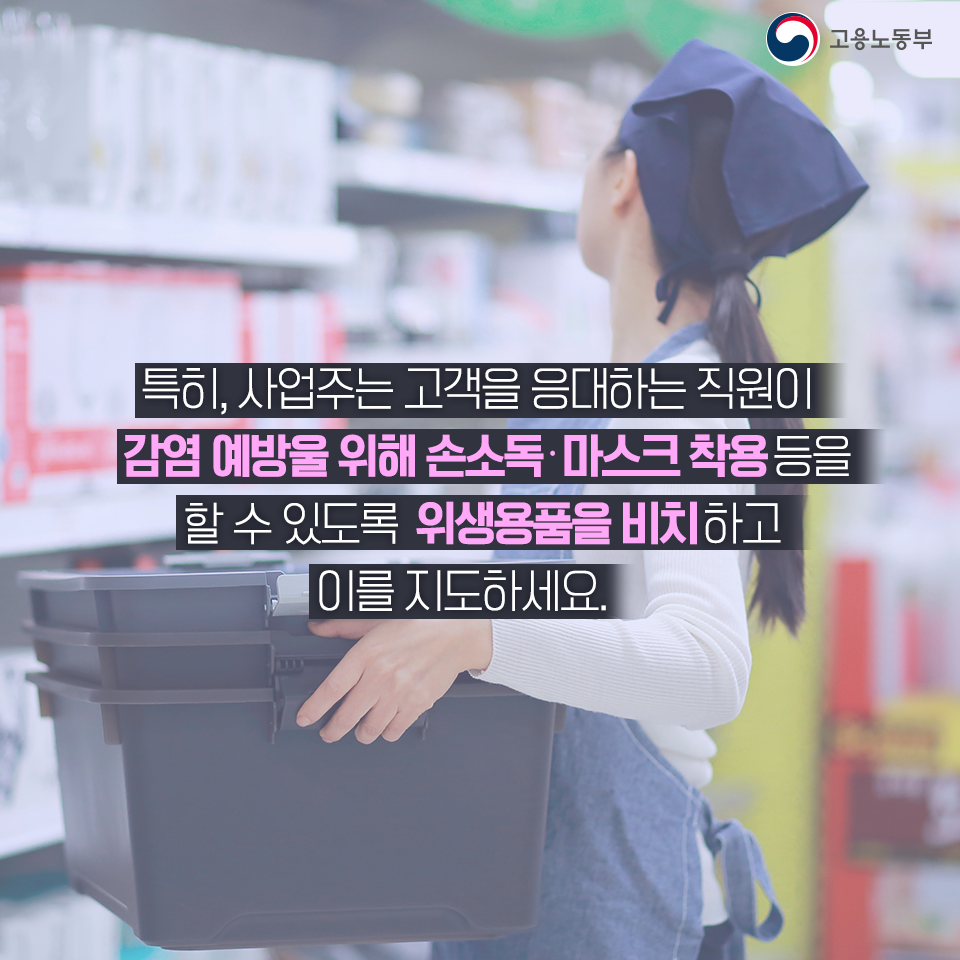 고용노동부
특히, 사업주는 고객을 응대하는 직원이
감염 예방울 위해 손소독·마스크 착용 등을
할 수 있도록 위생용품을 비치하고
이를 지도하세요.